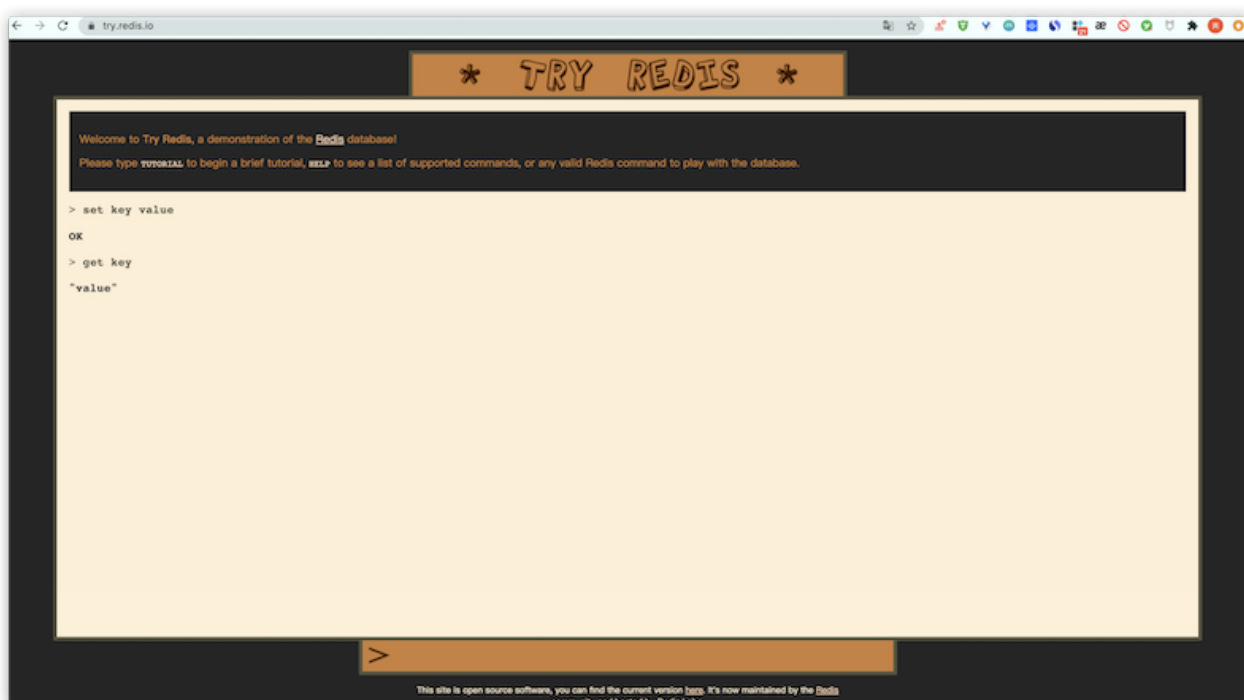 try.redis.io
* TRY REDIS *
Welcome to Try Redis, a demonstration of the Redis database!
Please type TUTORIAL to begin a brief tutorial, HELP to see a list of supported commands, or any valid Redis command to play with the database.
> set key value
OK
> get key
"value"
>
This site is open source software, you can find the current version here. It's now maintained by the Redis